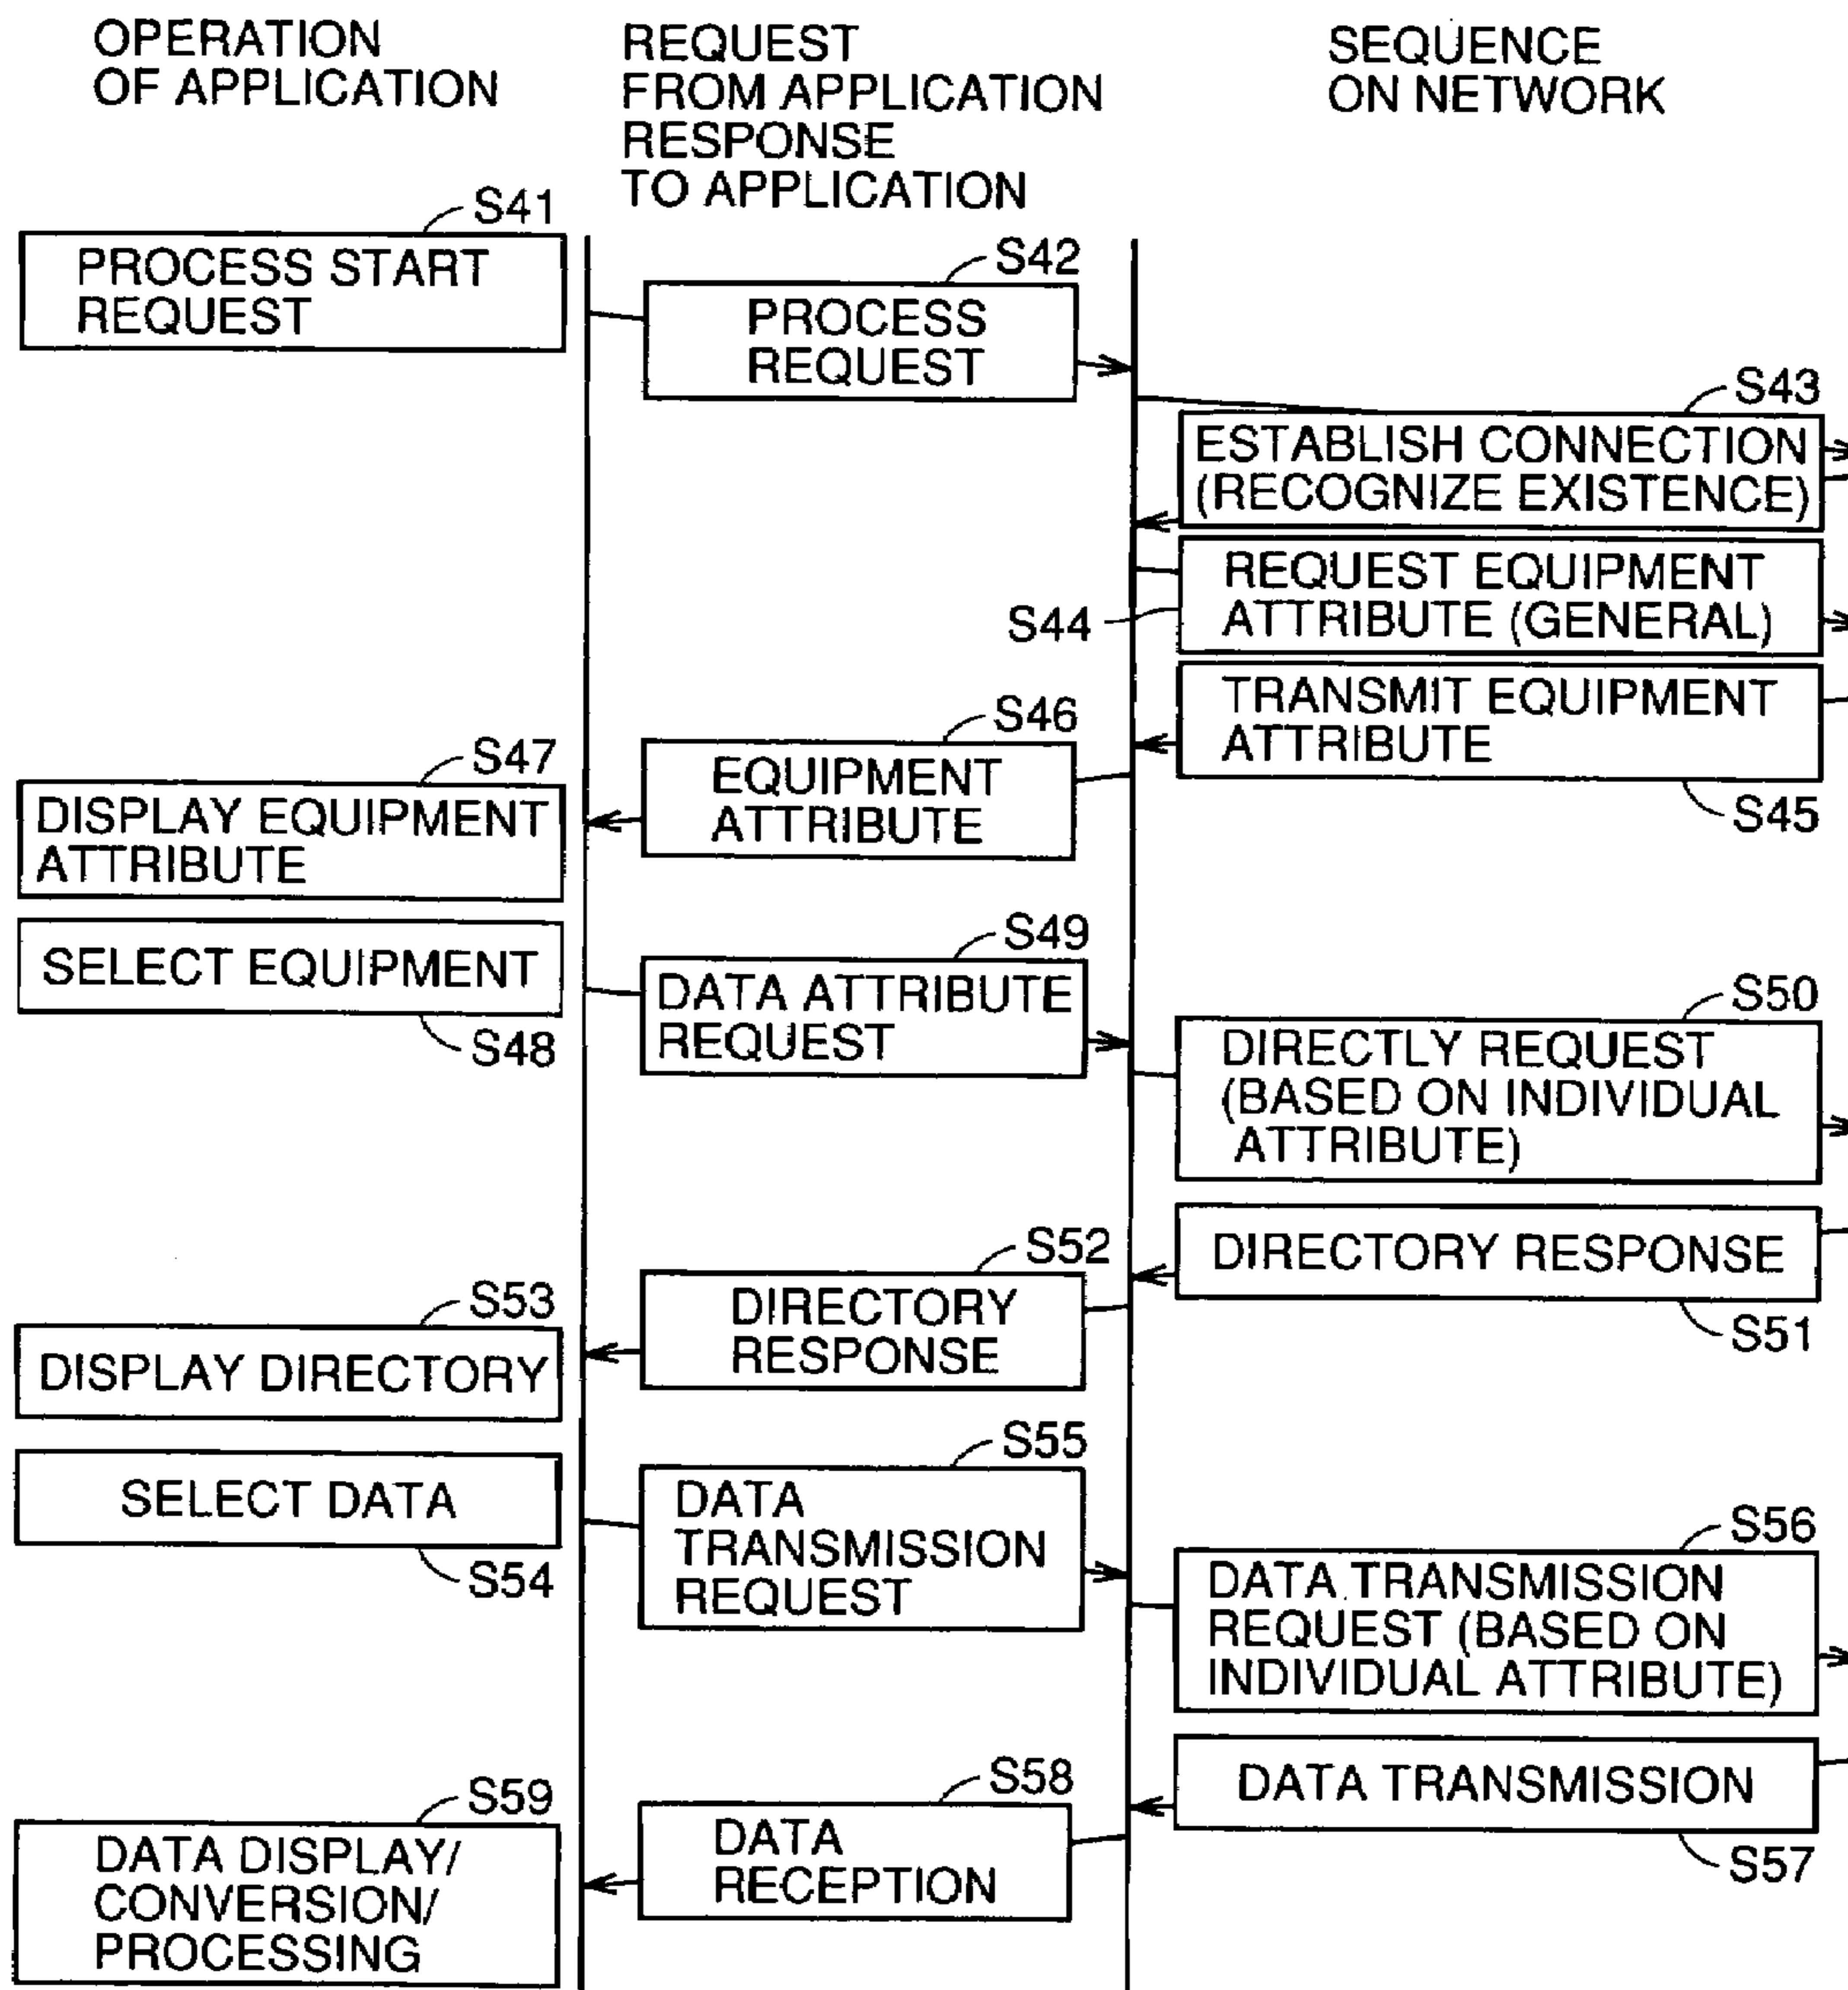 OPERATION
OF APPLICATION
REQUEST
FROM APPLICATION
RESPONSE
TO APPLICATION
SEQUENCE
ON NETWORK
S41
PROCESS START
REQUEST
S42
PROCESS
REQUEST
S43
ESTABLISH CONNECTION
(RECOGNIZE EXISTENCE)
S44
REQUEST EQUIPMENT
ATTRIBUTE (GENERAL)
TRANSMIT EQUIPMENT
ATTRIBUTE
S45
S46
EQUIPMENT
ATTRIBUTE
S47
DISPLAY EQUIPMENT
ATTRIBUTE
SELECT EQUIPMENT
S48
S49
DATA ATTRIBUTE
REQUEST
S50
DIRECTLY REQUEST
(BASED ON INDIVIDUAL
ATTRIBUTE)
DIRECTORY RESPONSE
S51
S52
DIRECTORY
RESPONSE
S53
DISPLAY DIRECTORY
SELECT DATA
S54
S55
DATA
TRANSMISSION
REQUEST
S56
DATA TRANSMISSION
REQUEST (BASED ON
INDIVIDUAL ATTRIBUTE)
DATA TRANSMISSION
S57
S58
DATA
RECEPTION
S59
DATA DISPLAY/
CONVERSION/
PROCESSING